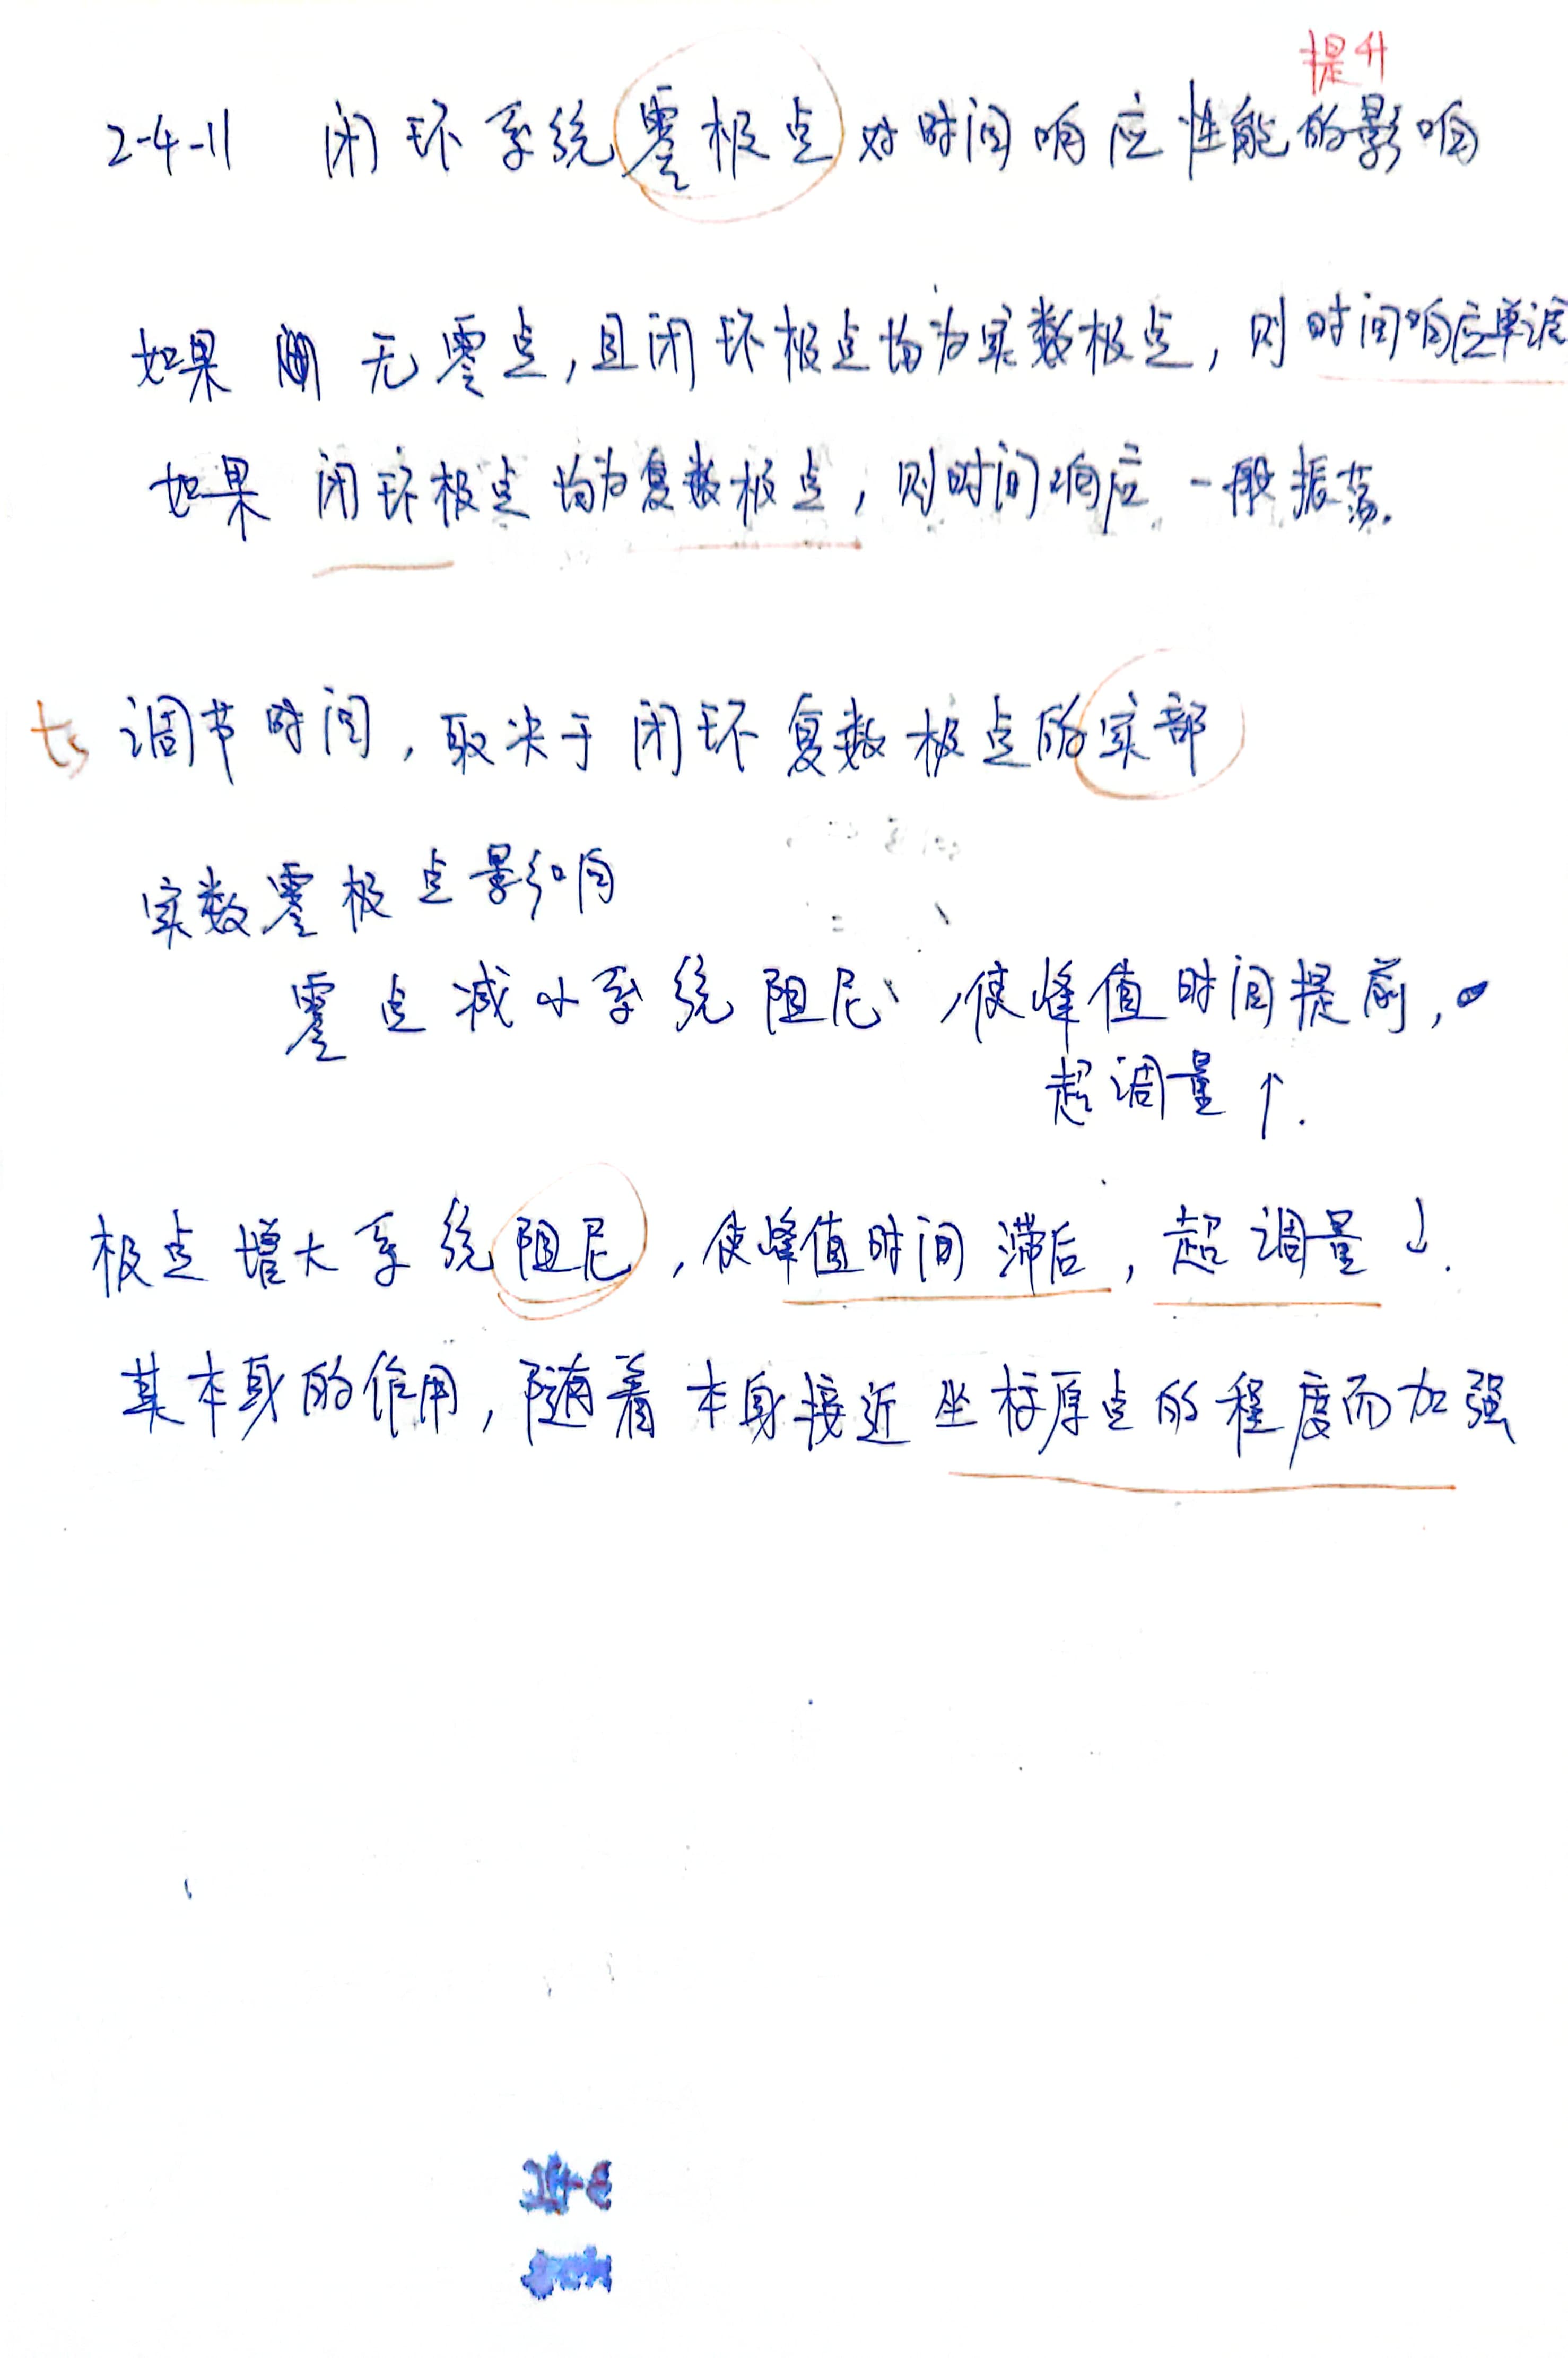 提升
2-4-11 闭环系统零极点对时间响应性能的影响
如果 无零点,且闭环极点均为实数极点,则时间响应单调
如果 闭环极点均为复数极点,则时间响应 一般振荡.
ts 调节时间,取决于闭环复数极点的实部
实数零极点影响
零点减小系统阻尼、,使峰值时间提前,
超调量↑.
极点增大系统阻尼,使峰值时间滞后,超调量↓.
其本身的作用,随着本身接近坐标原点的程度而加强